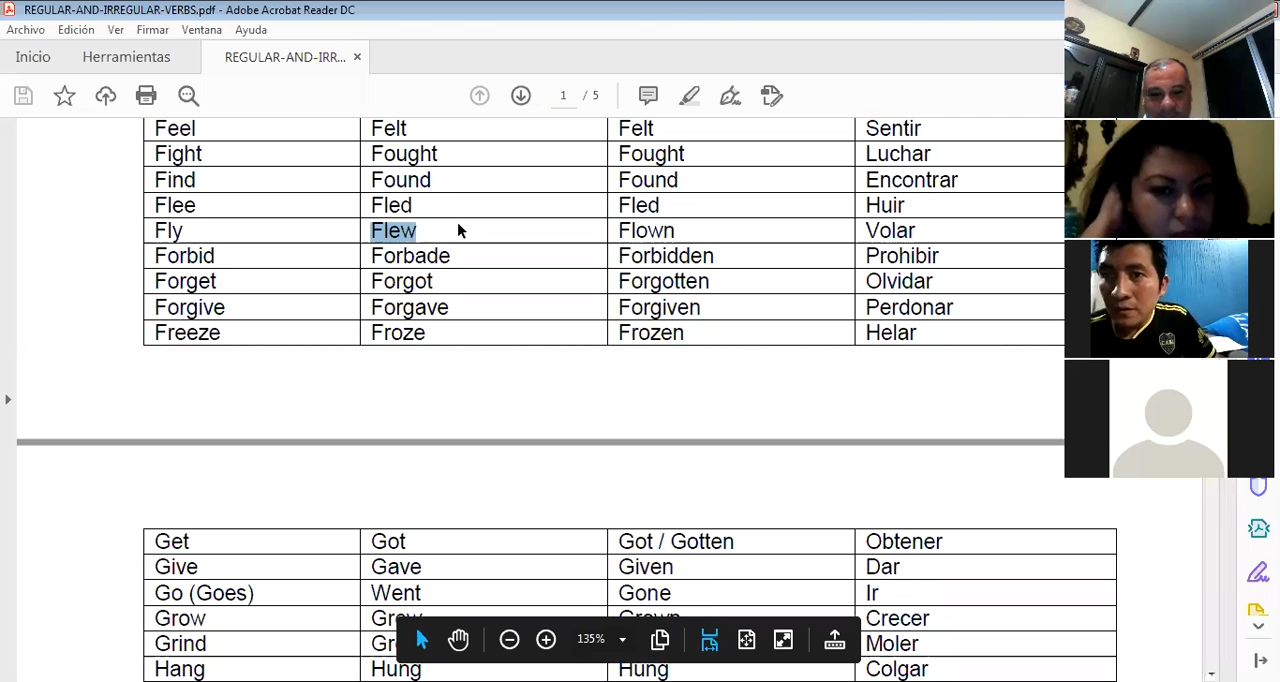 REGULAR-AND-IRREGULAR-VERBS.pdf - Adobe Acrobat Reader DC
Archivo Edición Ver Firmar Ventana Ayuda
Inicio Herramientas REGULAR-AND-IRR... ×
1 / 5
Feel Felt Felt Sentir
Fight Fought Fought Luchar
Find Found Found Encontrar
Flee Fled Fled Huir
Fly Flew Flown Volar
Forbid Forbade Forbidden Prohibir
Forget Forgot Forgotten Olvidar
Forgive Forgave Forgiven Perdonar
Freeze Froze Frozen Helar
Get Got Got / Gotten Obtener
Give Gave Given Dar
Go (Goes) Went Gone Ir
Grow Crecer
Grind Moler
135%
Hang Hung Hung Colgar